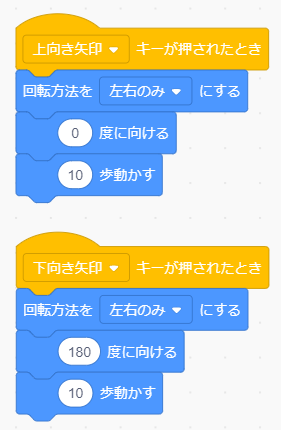 上向き矢印 キーが押されたとき
回転方法を 左右のみ にする
0 度に向ける
10 歩動かす
下向き矢印 キーが押されたとき
回転方法を 左右のみ にする
180 度に向ける
10 歩動かす